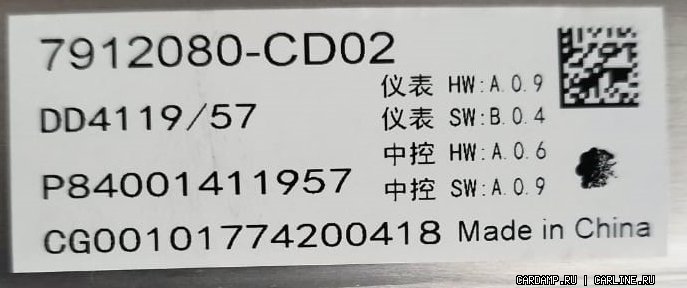 7912080-CD02
仪表 HW:A.0.9
DD4119/57
仪表 SW:B.0.4
中控 HW:A.0.6
P84001411957
中控 SW:A.0.9
CG00101774200418 Made in China
CARDAMP.RU | CARLINE.RU